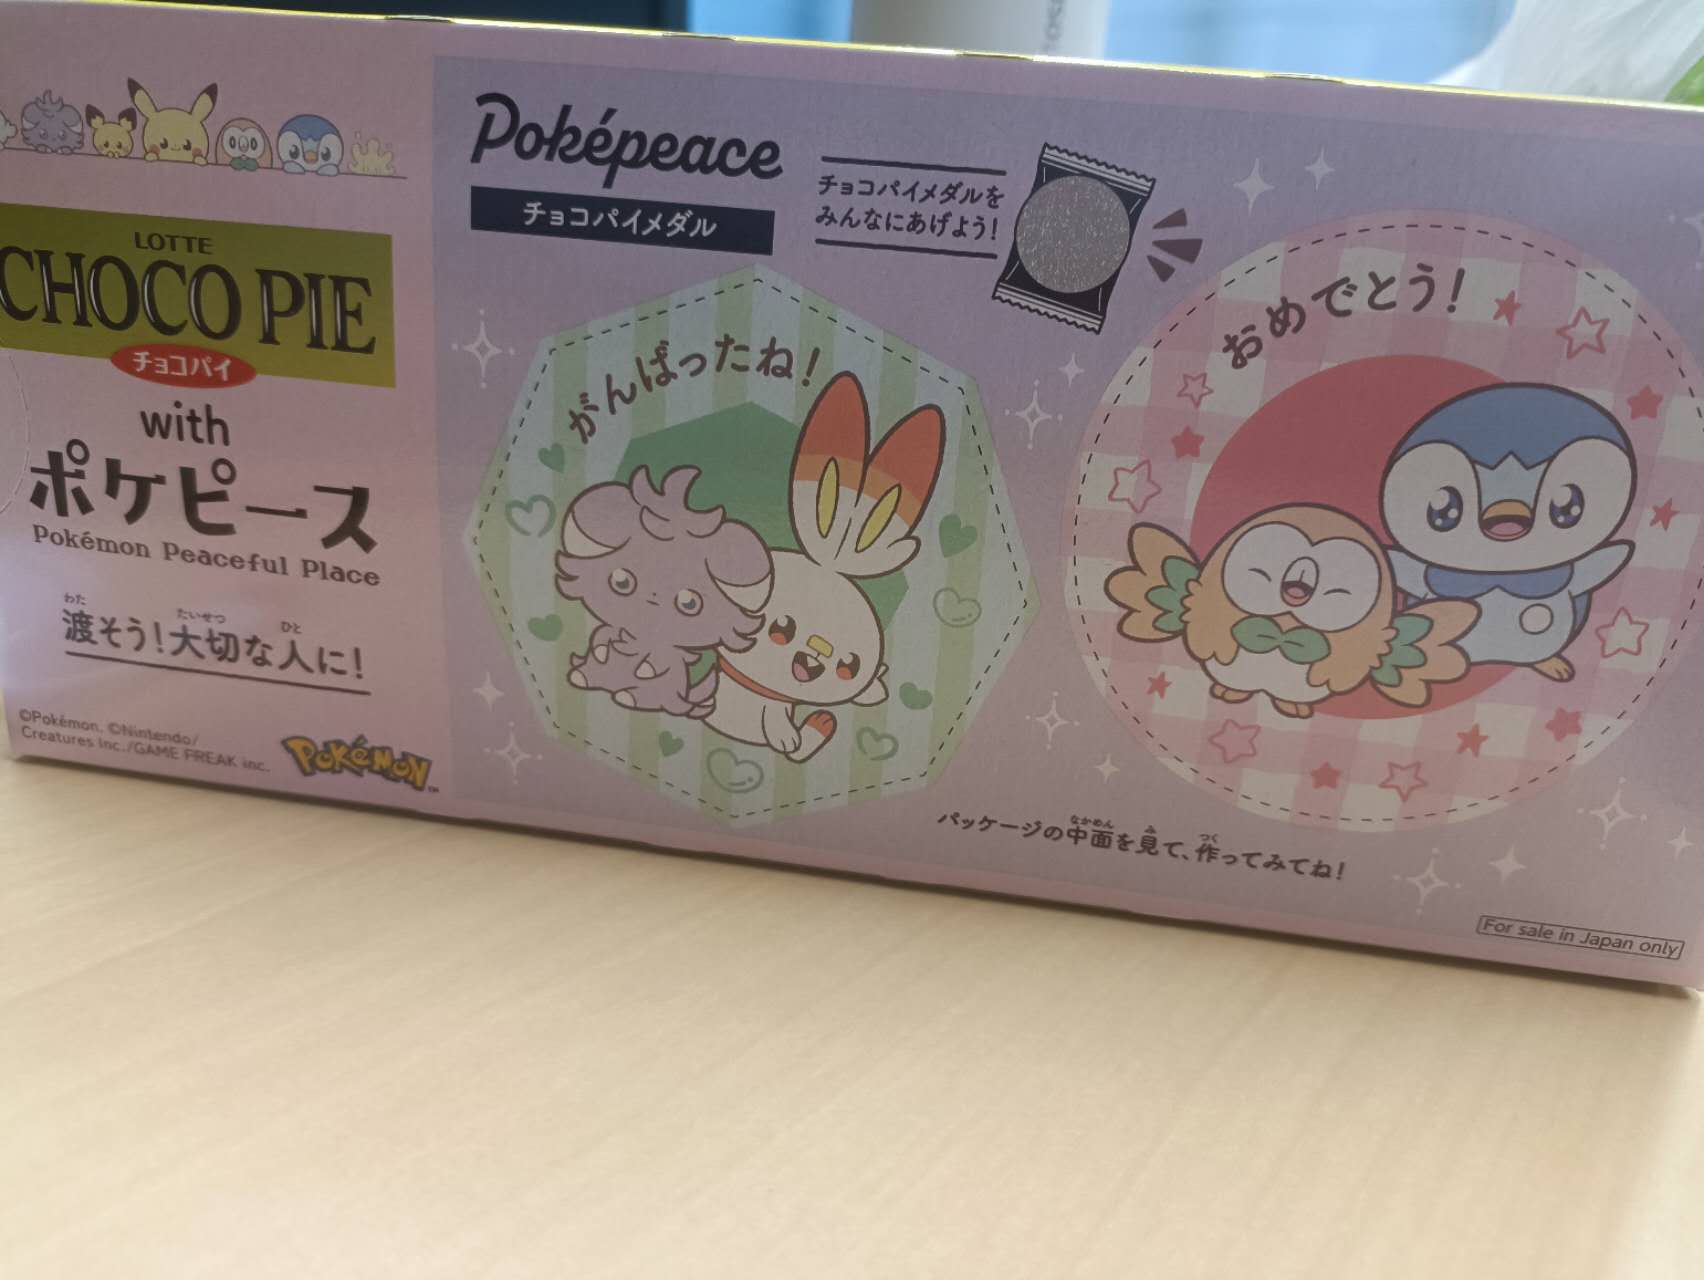 LOTTE
CHOCO PIE
チョコパイ
with
ポケピース
Pokémon Peaceful Place
わた たいせつ ひと
渡そう!大切な人に!
©Pokémon. ©Nintendo/
Creatures Inc./GAME FREAK inc.
POKÉMON™
Poképeace
チョコパイメダル
チョコパイメダルを
みんなにあげよう!
がんばったね!
おめでとう!
なかめん み つく
パッケージの中面を見て、作ってみてね!
For sale in Japan only